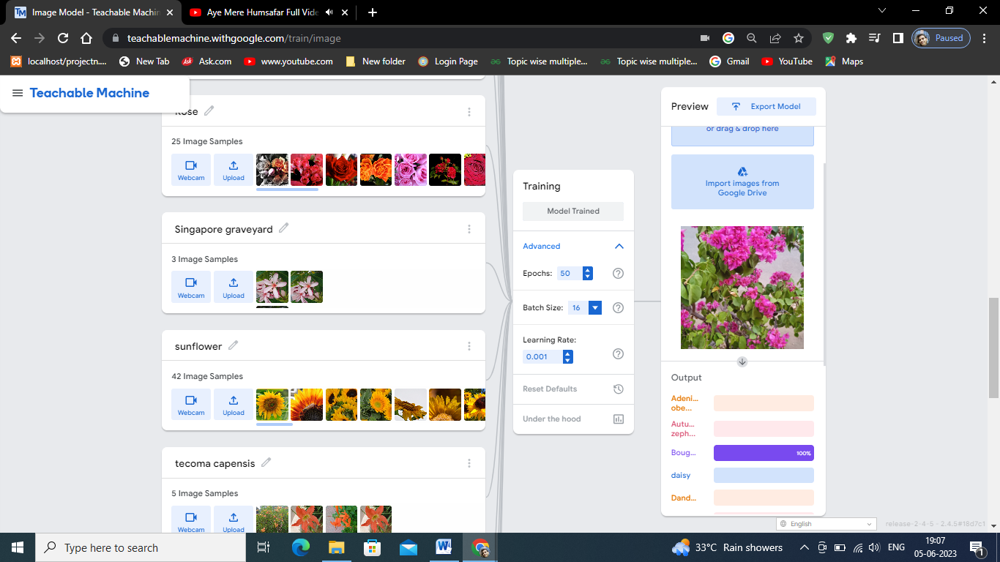 Image Model - Teachable Machin
Aye Mere Humsafar Full Vide
teachablemachine.withgoogle.com/train/image
Paused
localhost/projectn....
New Tab
Ask.com
www.youtube.com
New folder
Login Page
Topic wise multiple...
Topic wise multiple...
Gmail
YouTube
Maps
Teachable Machine
Rose
25 Image Samples
Webcam
Upload
Singapore graveyard
3 Image Samples
Webcam
Upload
sunflower
42 Image Samples
Webcam
Upload
tecoma capensis
5 Image Samples
Webcam
Upload
Training
Model Trained
Advanced
Epochs: 50
Batch Size: 16
Learning Rate:
0.001
Reset Defaults
Under the hood
Preview
Export Model
or drag & drop here
Import images from
Google Drive
Output
Adeni...
obe...
Autu...
zeph...
Boug...
100%
daisy
Dand...
English
release-2-4-5 - 2.4.5#18d7c1
Type here to search
33°C Rain showers
ENG
19:07
05-06-2023
1